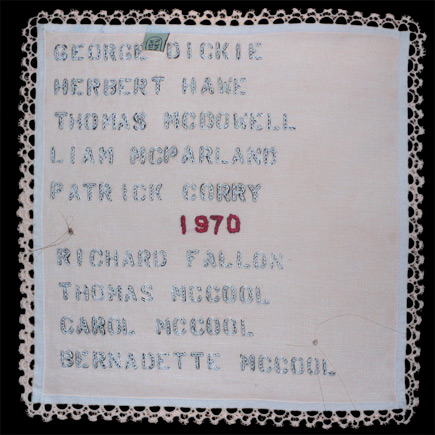 GEORGE DICKIE
HERBERT HAWE
THOMAS MCDOWELL
LIAM MCPARLAND
PATRICK CORRY
1970
RICHARD FALLON
THOMAS MCCOOL
CAROL MCCOOL
BERNADETTE MCCOOL